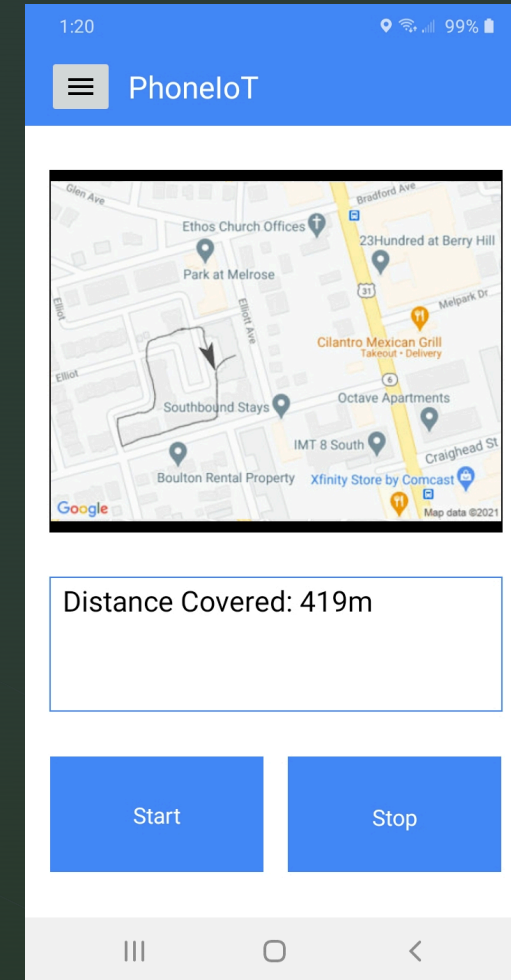 1:20
99%
PhoneIoT
Glen Ave
Bradford Ave
Ethos Church Offices
23Hundred at Berry Hill
Park at Melrose
31
Elliot
Elliott Ave
Melpark Dr
Cilantro Mexican Grill
Takeout • Delivery
Elliot
6
Southbound Stays
Octave Apartments
IMT 8 South
Craighead St
Boulton Rental Property
Xfinity Store by Comcast
Google
Map data ©2021
Distance Covered: 419m
Start
Stop